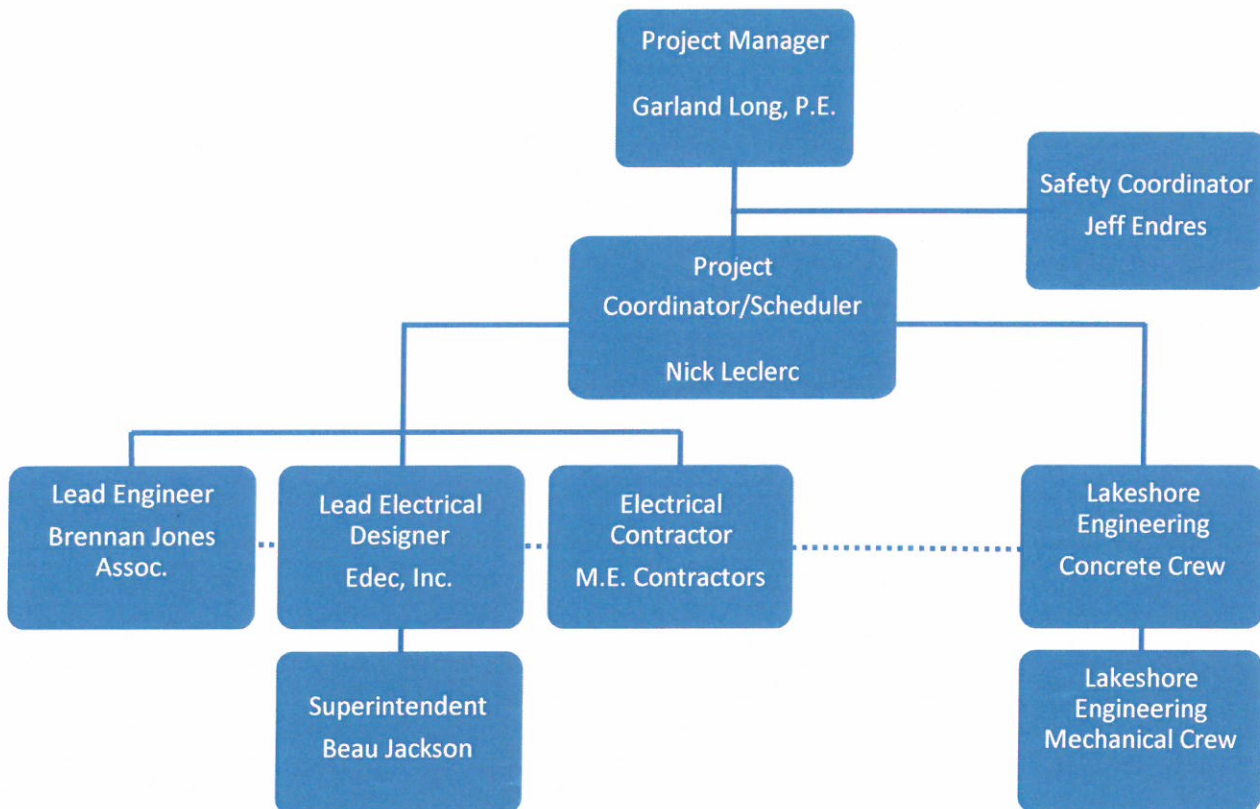 Project Manager
Garland Long, P.E.
Safety Coordinator
Jeff Endres
Project
Coordinator/Scheduler
Nick Leclerc
Lead Engineer
Brennan Jones
Assoc.
Lead Electrical
Designer
Edec, Inc.
Electrical
Contractor
M.E. Contractors
Lakeshore
Engineering
Concrete Crew
Superintendent
Beau Jackson
Lakeshore
Engineering
Mechanical Crew